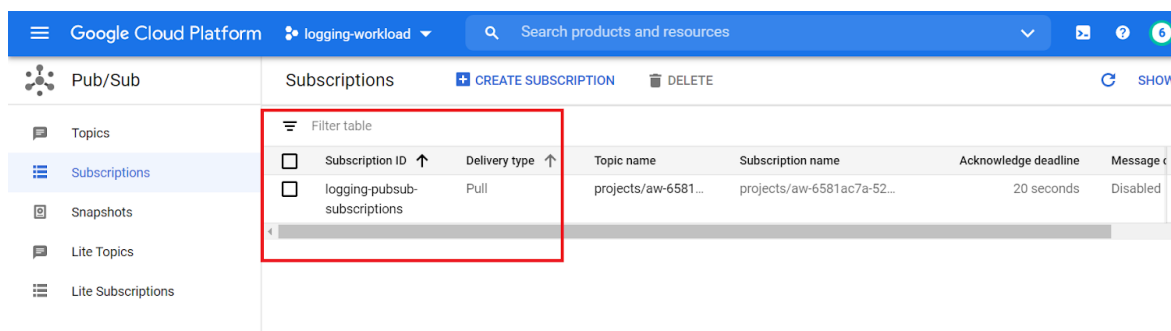 Google Cloud Platform logging-workload Search products and resources 6
Pub/Sub Subscriptions CREATE SUBSCRIPTION DELETE SHOW
Topics Filter table
Subscription ID Delivery type Topic name Subscription name Acknowledge deadline Message
Subscriptions
logging-pubsub- Pull projects/aw-6581... projects/aw-6581ac7a-52... 20 seconds Disabled
subscriptions
Snapshots
Lite Topics
Lite Subscriptions